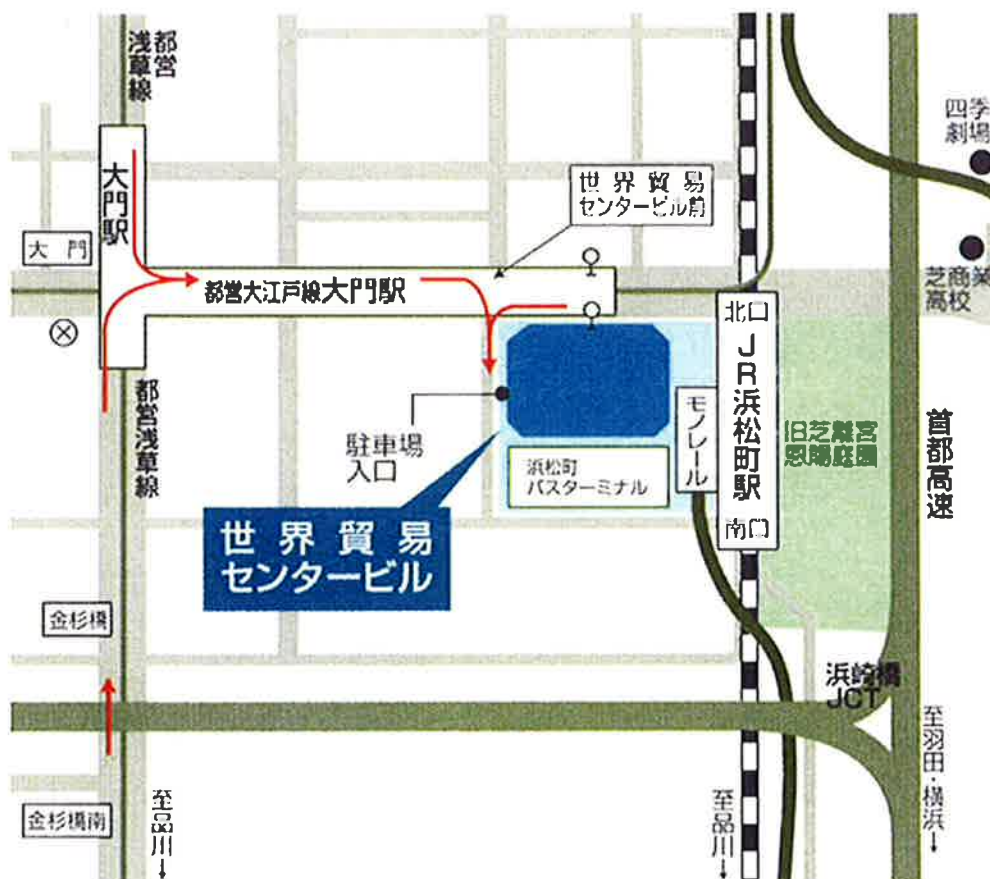 都営
浅草線
四季
劇場
大門駅
世界貿易
センタービル前
大門
芝商業
高校
都営大江戸線大門駅
北口
JR浜松町駅
南口
モノレール
旧芝離宮
恩賜庭園
首都高速
都営浅草線
駐車場
入口
浜松町
バスターミナル
世界貿易
センタービル
金杉橋
浜崎橋
JCT
至羽田・横浜→
金杉橋南
至品川→
至品川→